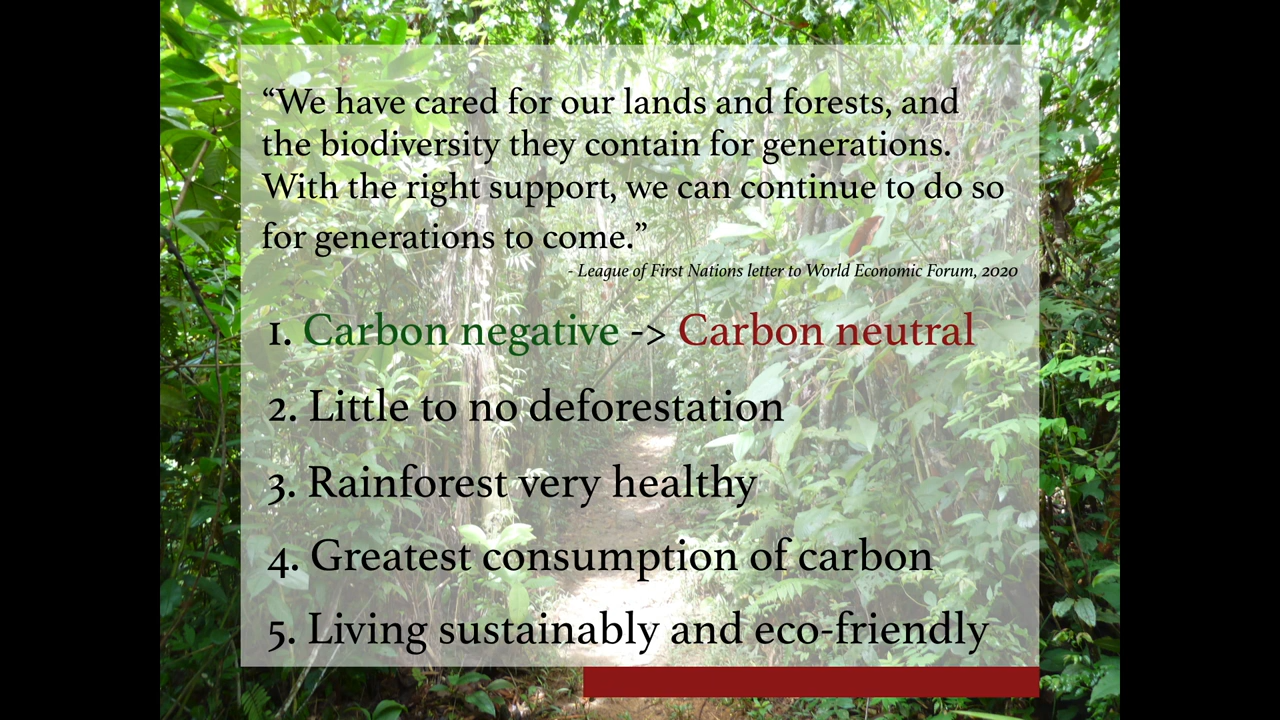 “We have cared for our lands and forests, and
the biodiversity they contain for generations.
With the right support, we can continue to do so
for generations to come.”
- League of First Nations letter to World Economic Forum, 2020
1. Carbon negative -> Carbon neutral
2. Little to no deforestation
3. Rainforest very healthy
4. Greatest consumption of carbon
5. Living sustainably and eco-friendly